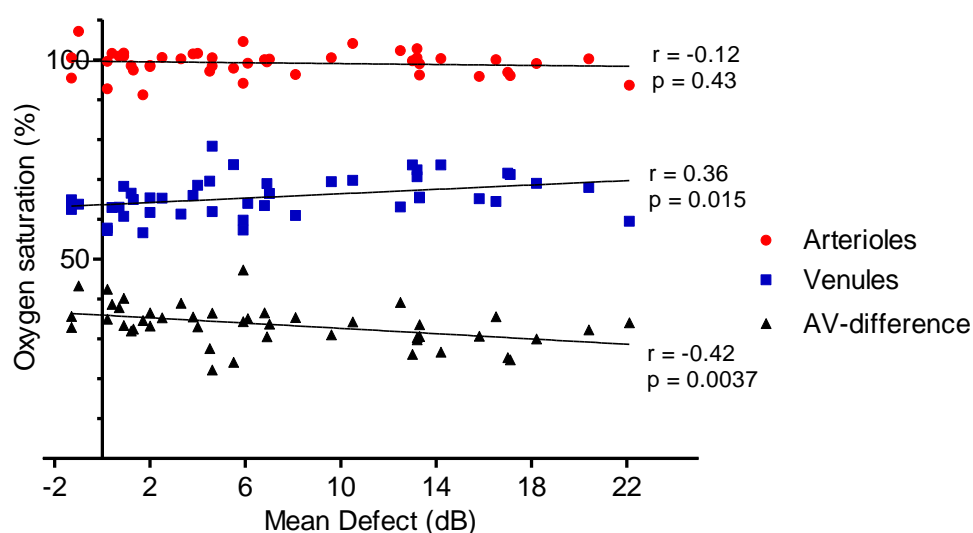 100
50
Oxygen saturation (%)
r = -0.12
p = 0.43
r = 0.36
p = 0.015
r = -0.42
p = 0.0037
Arterioles
Venules
AV-difference
-2 2 6 10 14 18 22
Mean Defect (dB)